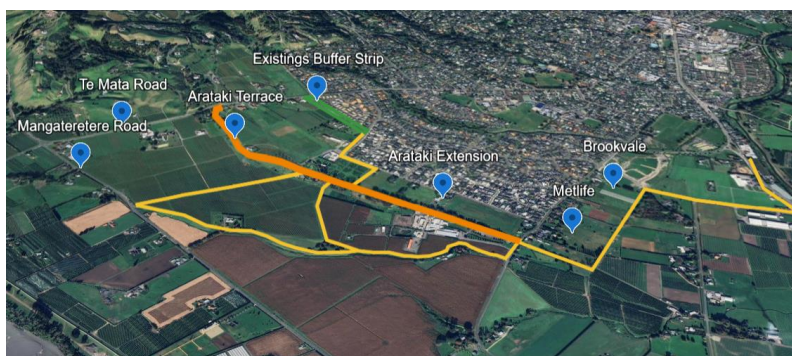 Existings Buffer Strip
Te Mata Road
Arataki Terrace
Mangateretere Road
Arataki Extension
Brookvale
Metlife